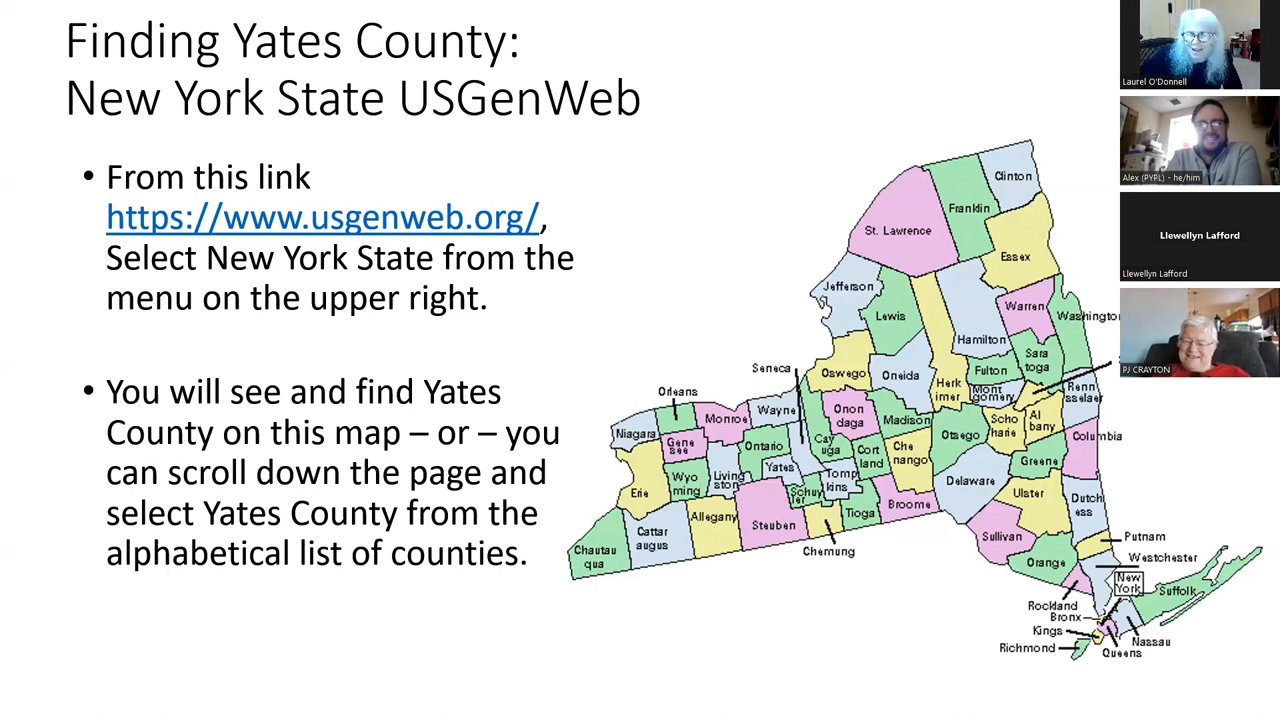 Finding Yates County:
New York State USGenWeb
• From this link
https://www.usgenweb.org/,
Select New York State from the
menu on the upper right.
• You will see and find Yates
County on this map – or – you
can scroll down the page and
select Yates County from the
alphabetical list of counties.
Clinton
Franklin
St. Lawrence
Essex
Jefferson
Lewis
Warren
Washington
Hamilton
Sara
toga
Seneca
Oswego
Oneida
Herk
imer
Fulton
Mont
gomery
Renn
sselaer
Orleans
Niagara
Monroe
Wayne
Onon
daga
Madison
Scho
harie
Al
bany
Gene
see
Ontario
Cay
uga
Cort
land
Che
nango
Otsego
Columbia
Erie
Wyo
ming
Living
ston
Yates
Schuy
ler
Tomp
kins
Greene
Delaware
Ulster
Dutch
ess
Chautau
qua
Cattar
augus
Allegany
Steuben
Chemung
Tioga
Broome
Sullivan
Orange
Putnam
Westchester
New
York
Suffolk
Rockland
Bronx
Kings
Richmond
Queens
Nassau
Laurel O'Donnell
Alex (PYPL) - he/him
Llewellyn Lafford
Llewellyn Lafford
PJ CRAYTON